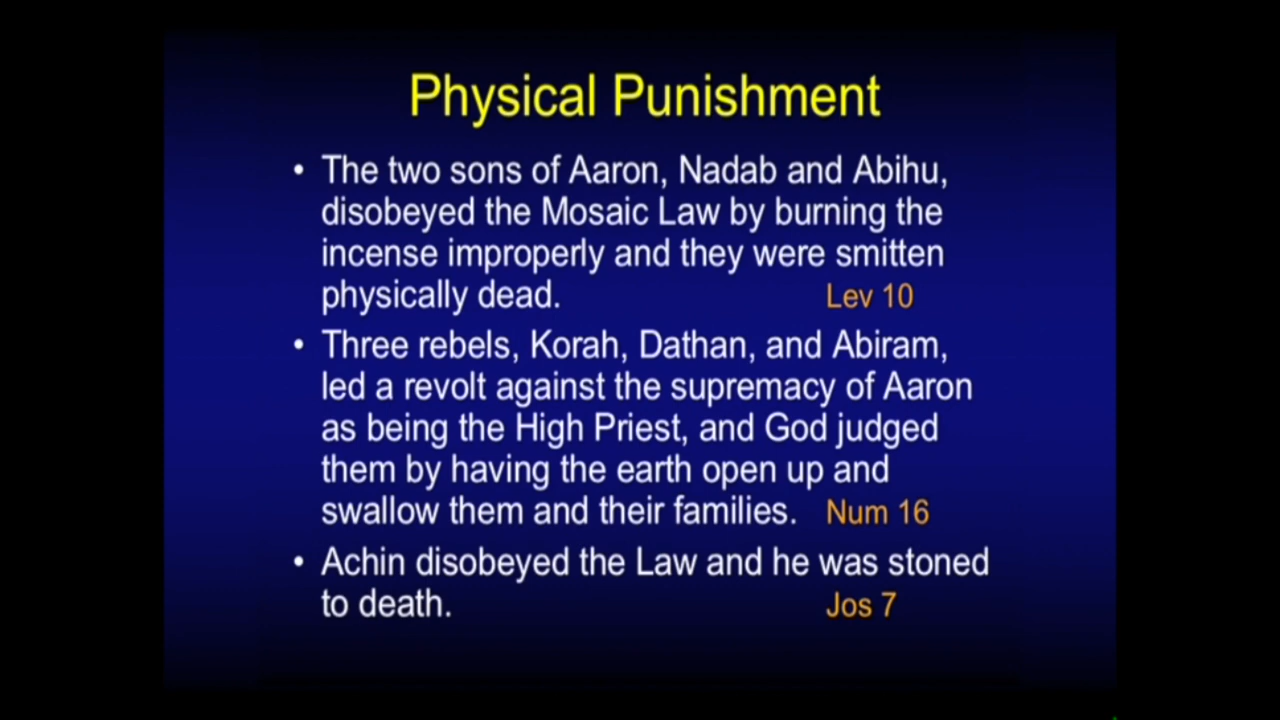 Physical Punishment
• The two sons of Aaron, Nadab and Abihu,
disobeyed the Mosaic Law by burning the
incense improperly and they were smitten
physically dead. Lev 10
• Three rebels, Korah, Dathan, and Abiram,
led a revolt against the supremacy of Aaron
as being the High Priest, and God judged
them by having the earth open up and
swallow them and their families. Num 16
• Achin disobeyed the Law and he was stoned
to death. Jos 7